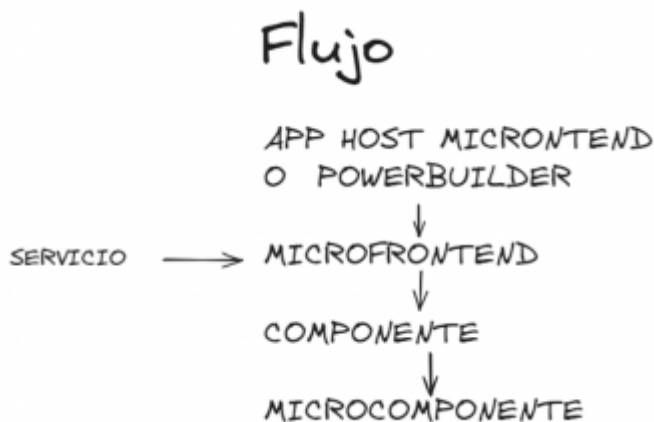 Flujo
APP HOST MICRONTEND
O POWERBUILDER
SERVICIO
MICROFRONTEND
COMPONENTE
MICROCOMPONENTE